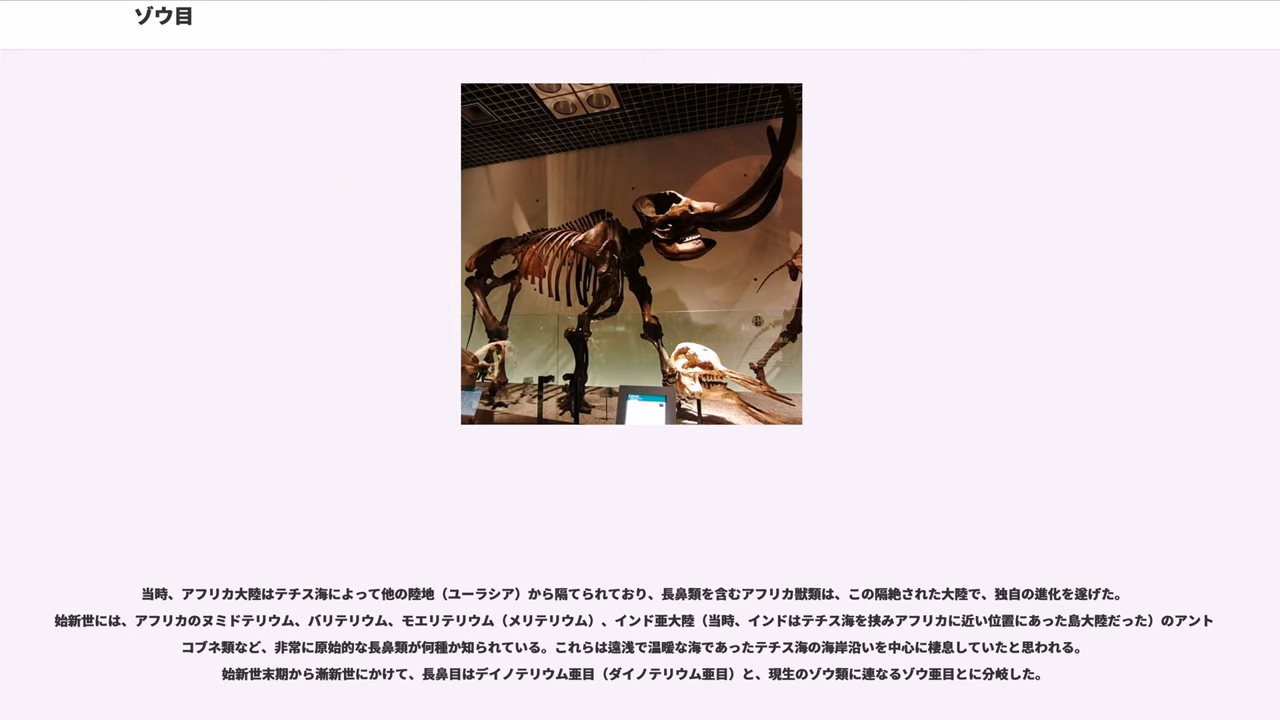 ゾウ目
当時、アフリカ大陸はテチス海によって他の陸地（ユーラシア）から隔てられており、長鼻類を含むアフリカ獣類は、この隔絶された大陸で、独自の進化を遂げた。
始新世には、アフリカのヌミドテリウム、バリテリウム、モエリテリウム（メリテリウム）、インド亜大陸（当時、インドはテチス海を挟みアフリカに近い位置にあった島大陸だった）のアント
コブネ類など、非常に原始的な長鼻類が何種か知られている。これらは遠浅で温暖な海であったテチス海の海岸沿いを中心に棲息していたと思われる。
始新世末期から漸新世にかけて、長鼻目はデイノテリウム亜目（ダイノテリウム亜目）と、現生のゾウ類に連なるゾウ亜目とに分岐した。